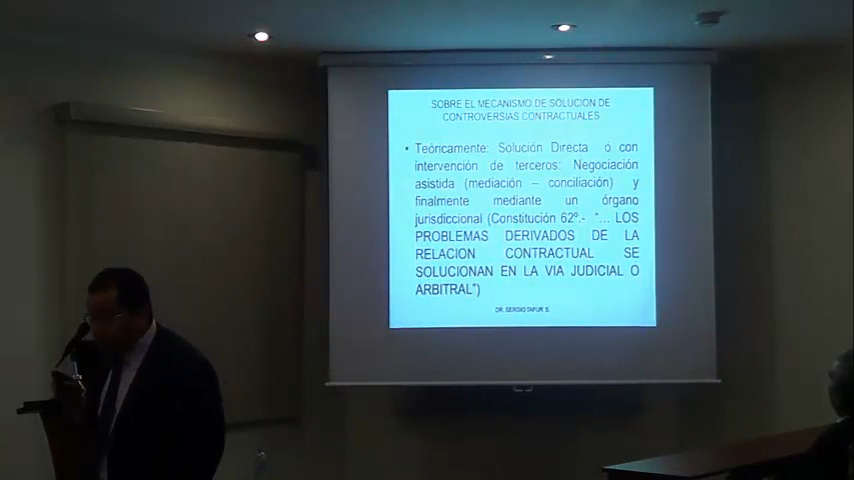 SOBRE EL MECANISMO DE SOLUCION DE
CONTROVERSIAS CONTRACTUALES
• Teóricamente: Solución Directa ó con
intervención de terceros: Negociación
asistida (mediación – conciliación) y
finalmente mediante un órgano
jurisdiccional (Constitución 62º.- "... LOS
PROBLEMAS DERIVADOS DE LA
RELACION CONTRACTUAL SE
SOLUCIONAN EN LA VIA JUDICIAL O
ARBITRAL")
DR. SERGIO TAFUR S.